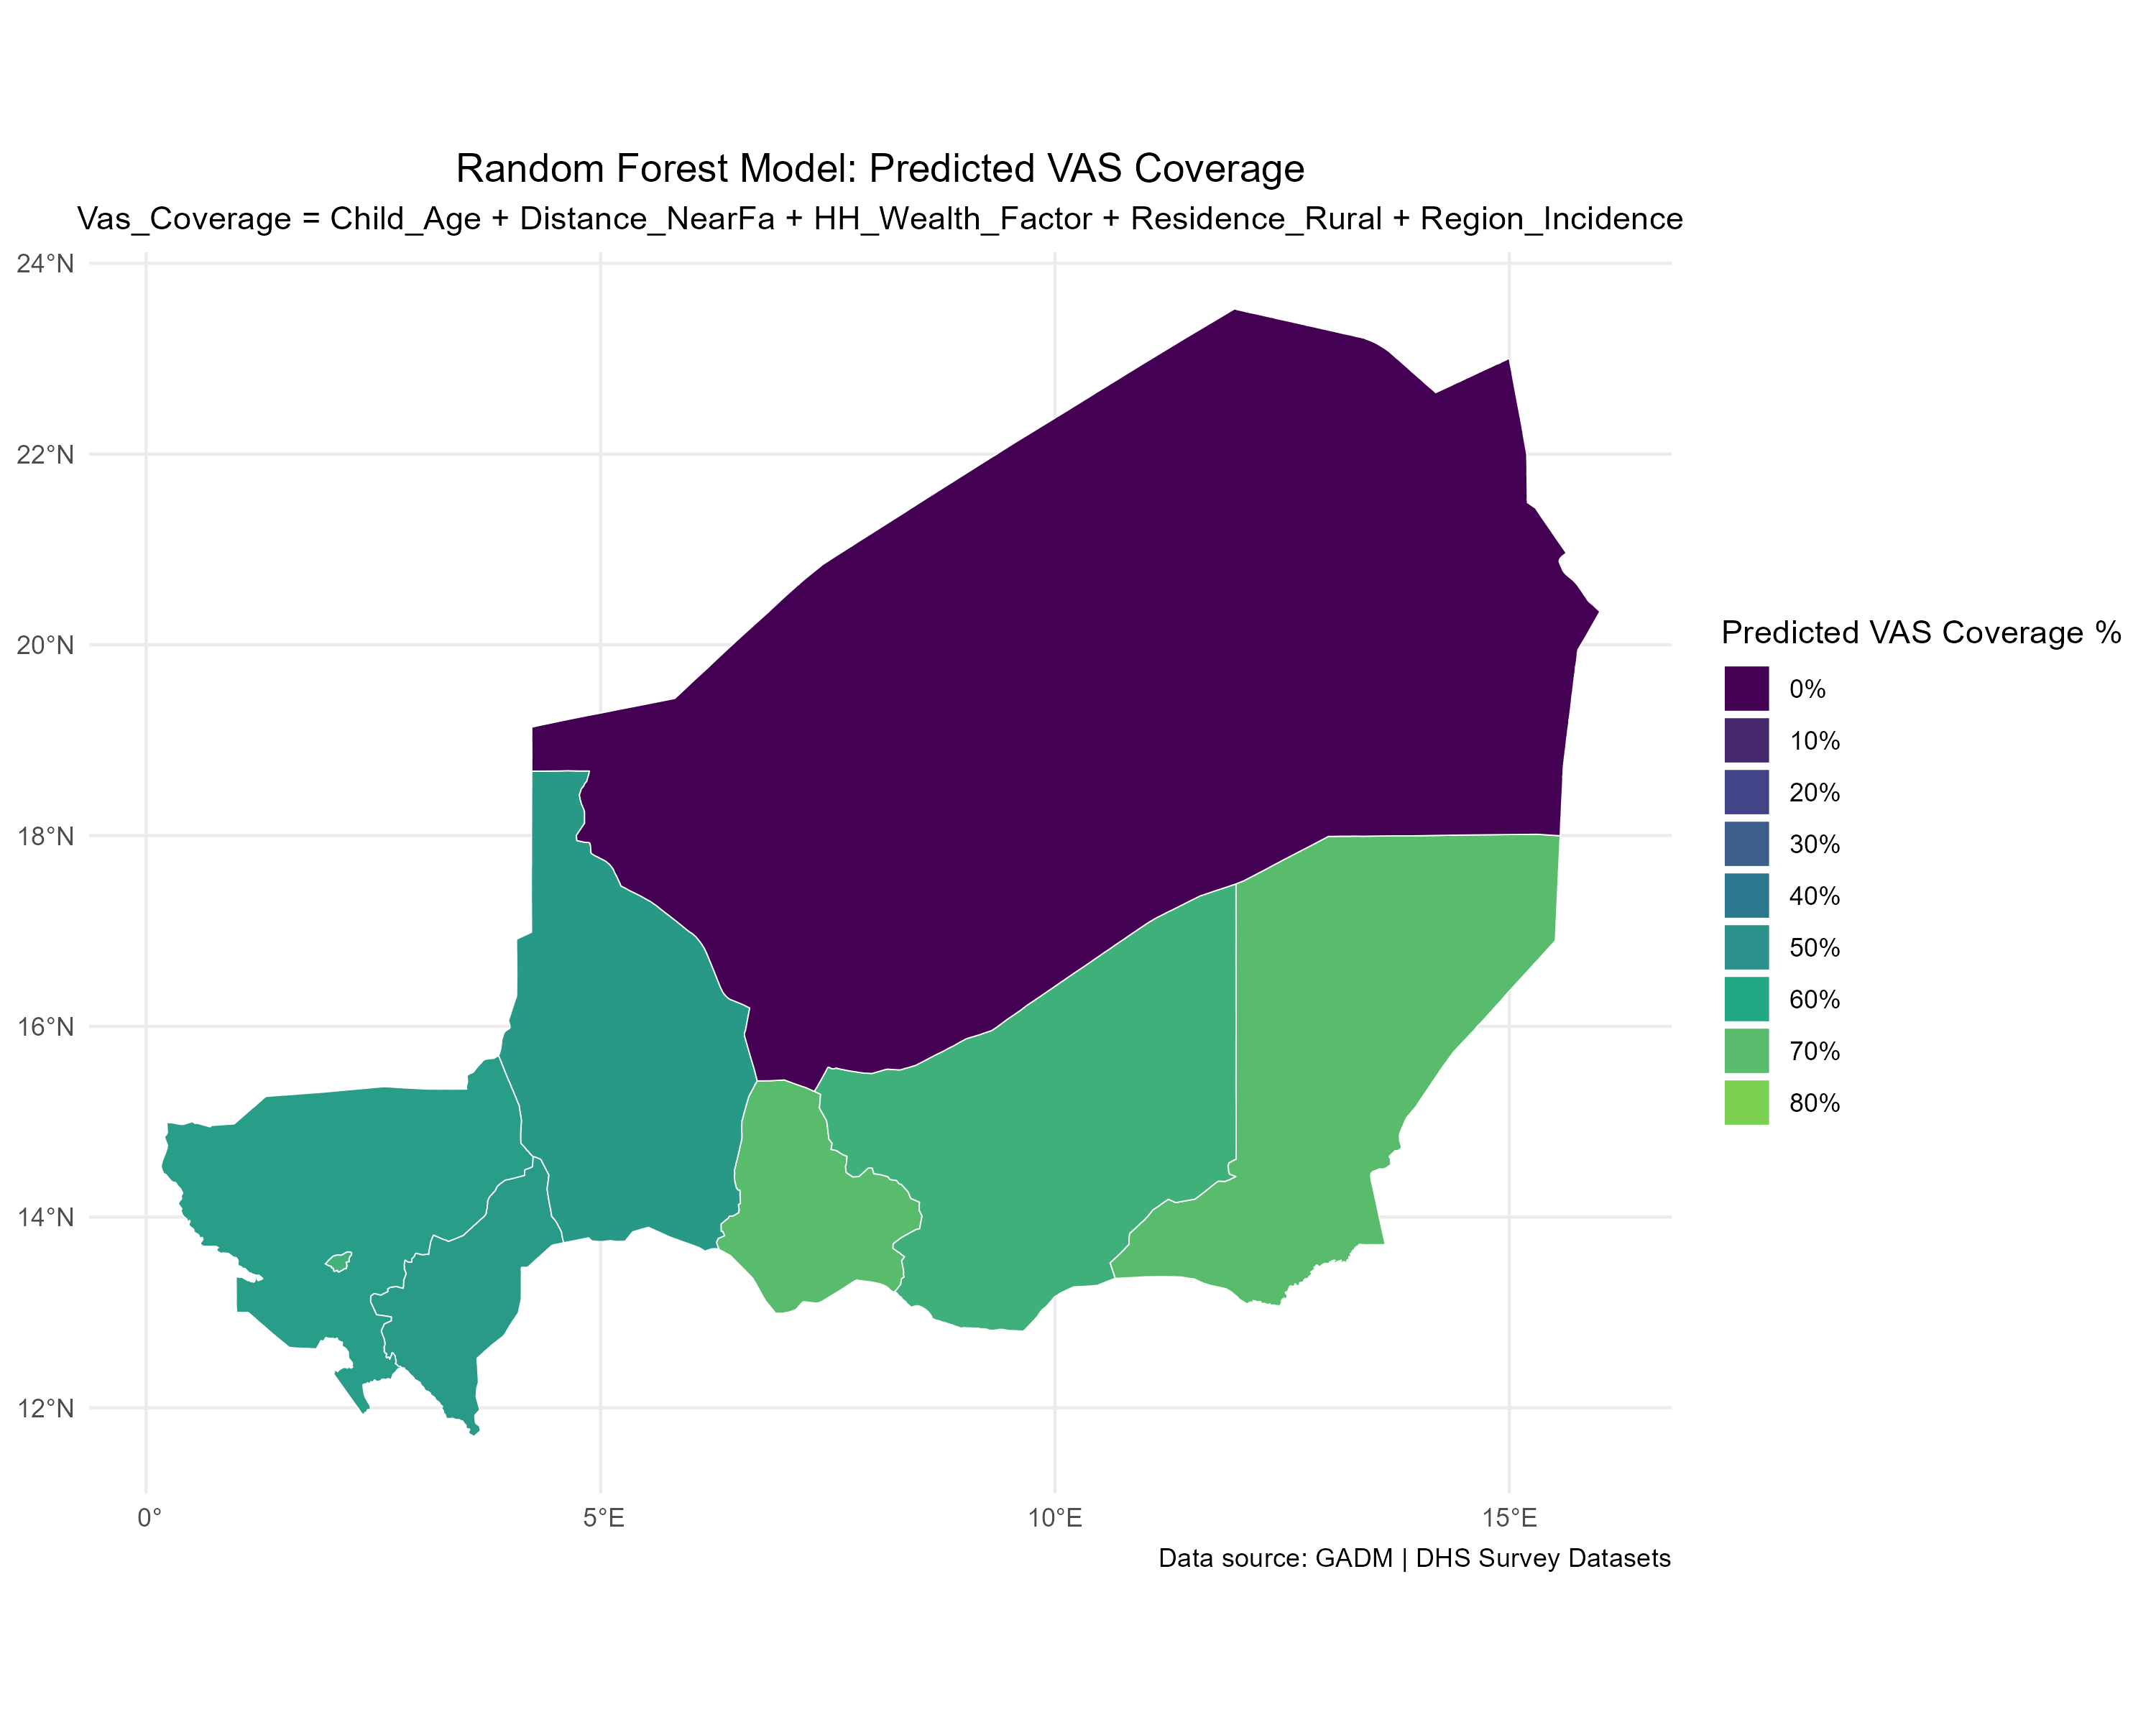 Random Forest Model: Predicted VAS Coverage
Vas_Coverage = Child_Age + Distance_NearFa + HH_Wealth_Factor + Residence_Rural + Region_Incidence
24°N
22°N
20°N
18°N
16°N
14°N
12°N
0°
5°E
10°E
15°E
Predicted VAS Coverage %
0%
10%
20%
30%
40%
50%
60%
70%
80%
Data source: GADM | DHS Survey Datasets